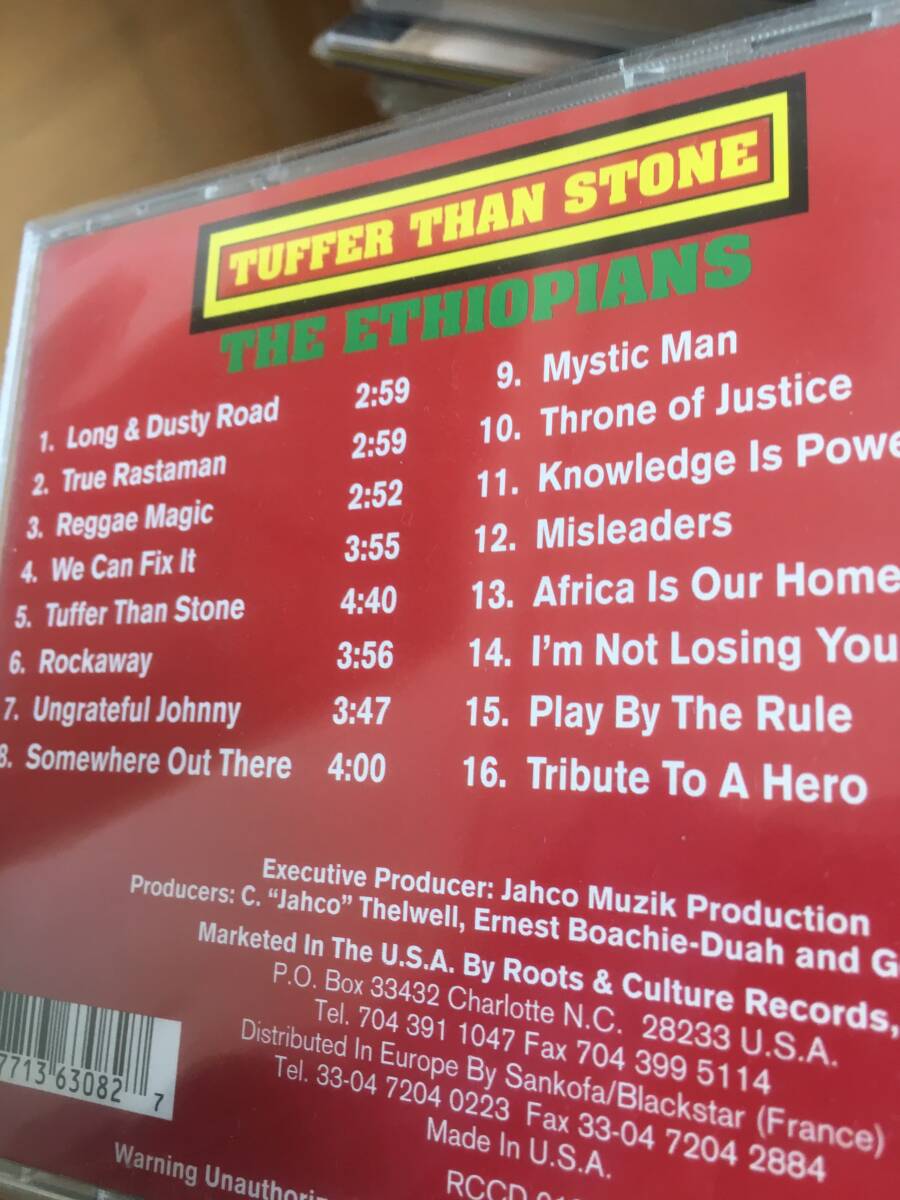 TUFFER THAN STONE
THE ETHIOPIANS
1. Long & Dusty Road 2:59
2. True Rastaman 2:59
3. Reggae Magic 2:52
4. We Can Fix It 3:55
5. Tuffer Than Stone 4:40
6. Rockaway 3:56
7. Ungrateful Johnny 3:47
8. Somewhere Out There 4:00
9. Mystic Man
10. Throne of Justice
11. Knowledge Is Powe
12. Misleaders
13. Africa Is Our Home
14. I'm Not Losing You
15. Play By The Rule
16. Tribute To A Hero
Executive Producer: Jahco Muzik Production
Producers: C. “Jahco” Thelwell, Ernest Boachie-Duah and G
Marketed In The U.S.A. By Roots & Culture Records,
P.O. Box 33432 Charlotte N.C. 28233 U.S.A.
Tel. 704 391 1047 Fax 704 399 5114
Distributed In Europe By Sankofa/Blackstar (France)
Tel. 33-04 7204 0223 Fax 33-04 7204 2884
Made In U.S.A.
7713 63082 7
Warning Unauthori
RCCD